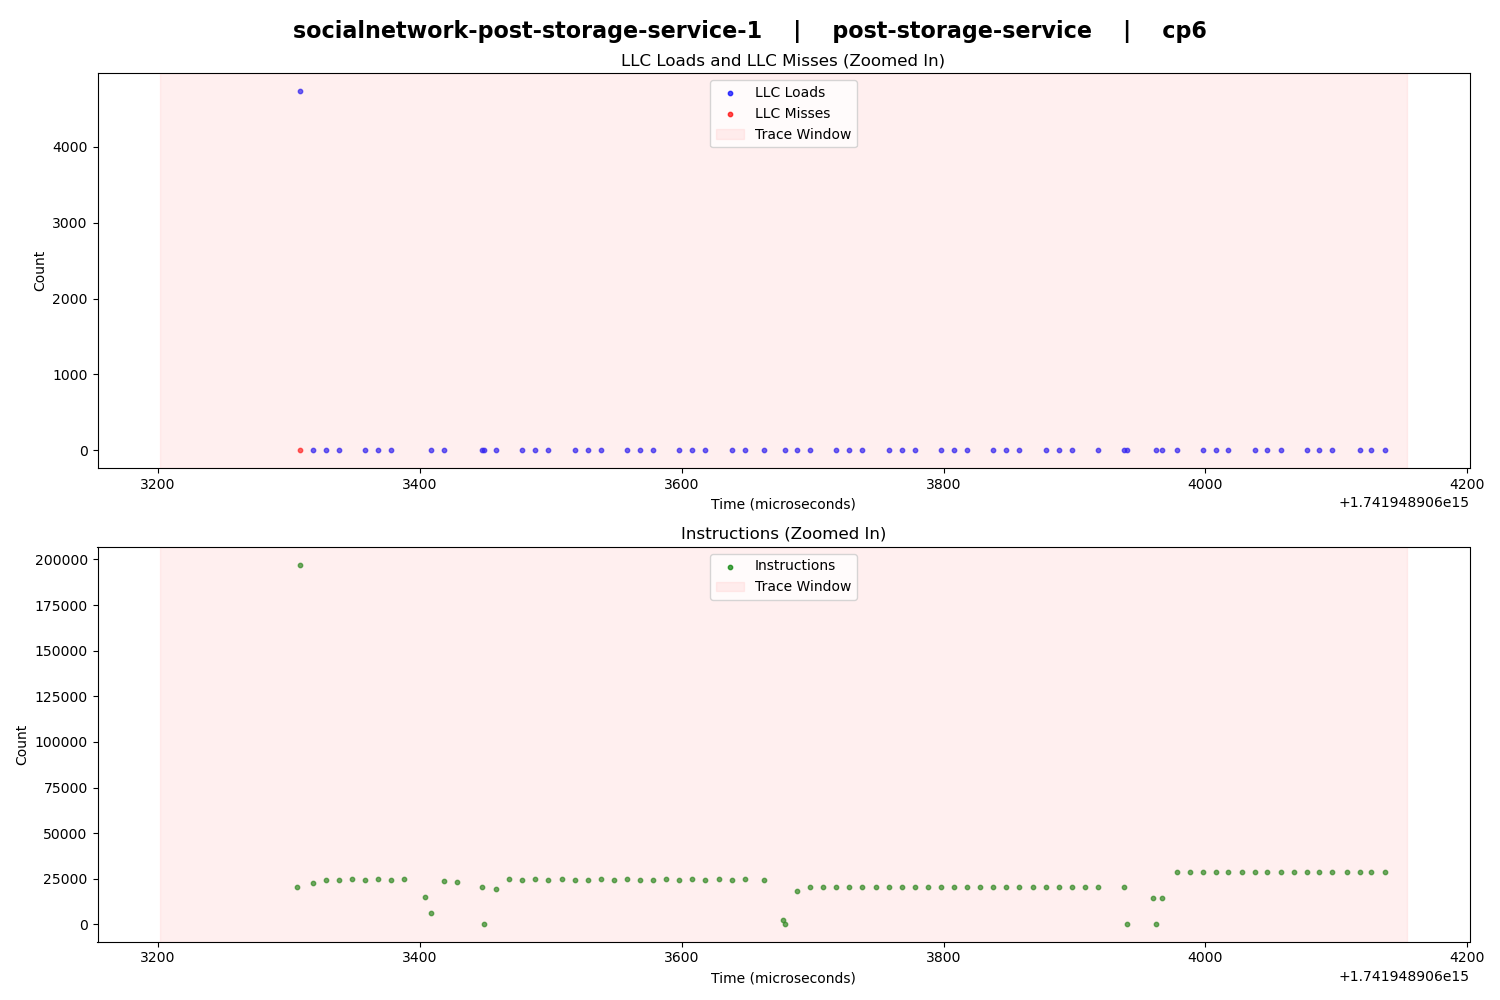 socialnetwork-post-storage-service-1 | post-storage-service | cp6
LLC Loads and LLC Misses (Zoomed In)
LLC Loads
LLC Misses
Trace Window
Count
4000
3000
2000
1000
0
3200 3400 3600 3800 4000 4200
Time (microseconds)
+1.741948906e15
Instructions (Zoomed In)
Instructions
Trace Window
Count
200000
175000
150000
125000
100000
75000
50000
25000
0
3200 3400 3600 3800 4000 4200
Time (microseconds)
+1.741948906e15